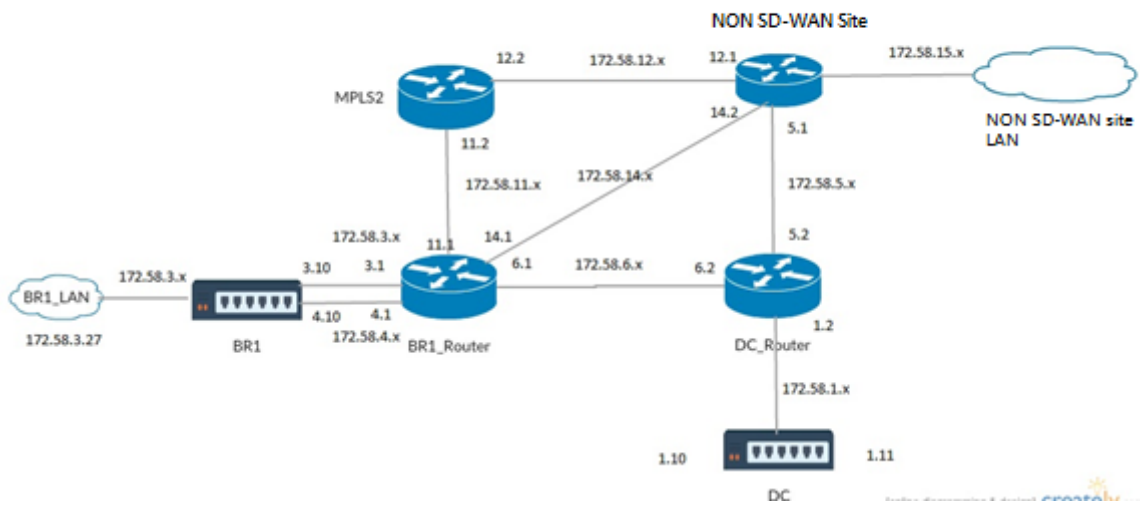 NON SD-WAN Site
12.2
172.58.12.x
12.1
172.58.15.x
MPLS2
14.2
5.1
NON SD-WAN site
LAN
11.2
172.58.11.x
172.58.14.x
172.58.5.x
172.58.3.x
11.1
14.1
5.2
172.58.3.x
3.10
3.1
6.1
172.58.6.x
6.2
BR1_LAN
4.10
4.1
1.2
172.58.3.27
172.58.4.x
BR1
BR1_Router
DC_Router
172.58.1.x
1.10
1.11
DC
creately